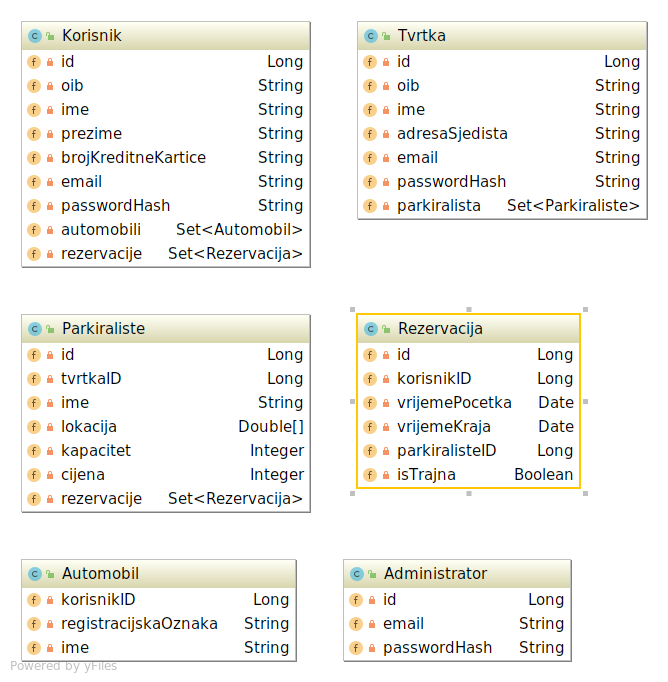 Korisnik
id Long
oib String
ime String
prezime String
brojKreditneKartice String
email String
passwordHash String
automobili Set<Automobil>
rezervacije Set<Rezervacija>
Tvrtka
id Long
oib String
ime String
adresaSjedista String
email String
passwordHash String
parkiralista Set<Parkiraliste>
Parkiraliste
id Long
tvrtkaID Long
ime String
lokacija Double[]
kapacitet Integer
cijena Integer
rezervacije Set<Rezervacija>
Rezervacija
id Long
korisnikID Long
vrijemePocetka Date
vrijemeKraja Date
parkiralisteID Long
isTrajna Boolean
Automobil
korisnikID Long
registracijskaOznaka String
ime String
Administrator
id Long
email String
passwordHash String
Powered by yFiles